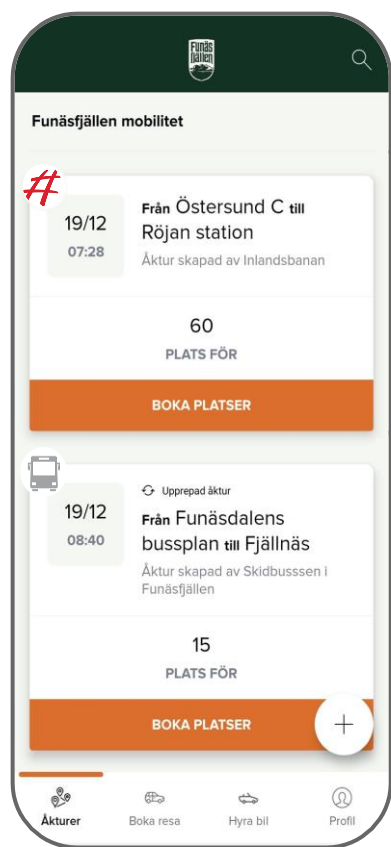 Funäs
fjällen
Funäsfjällen mobilitet
19/12
07:28
Från Östersund C till
Röjan station
Åktur skapad av Inlandsbanan
60
PLATS FÖR
BOKA PLATSER
Upprepad åktur
19/12
08:40
Från Funäsdalens
bussplan till Fjällnäs
Åktur skapad av Skidbusssen i
Funäsfjällen
15
PLATS FÖR
BOKA PLATSER
+
Åkturer
Boka resa
Hyra bil
Profil